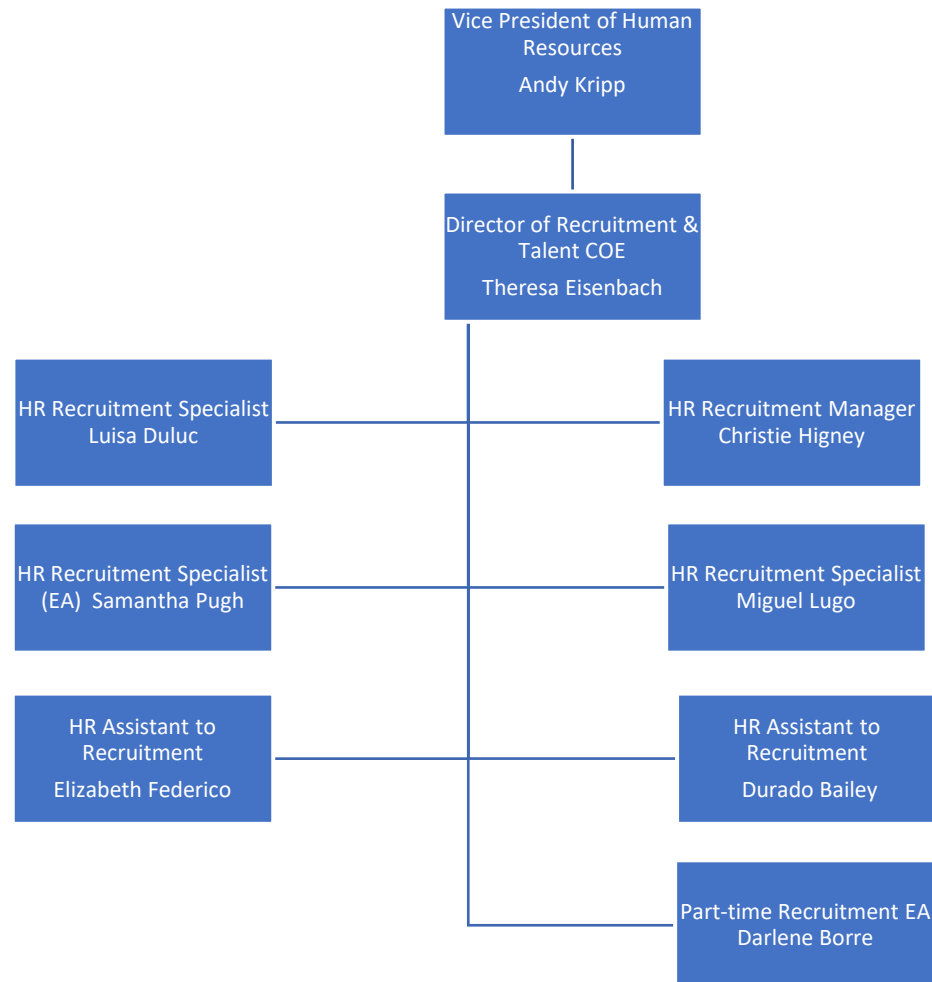 Vice President of Human
Resources
Andy Kripp
Director of Recruitment &
Talent COE
Theresa Eisenbach
HR Recruitment Specialist
Luisa Duluc
HR Recruitment Manager
Christie Higney
HR Recruitment Specialist
(EA) Samantha Pugh
HR Recruitment Specialist
Miguel Lugo
HR Assistant to
Recruitment
Elizabeth Federico
HR Assistant to
Recruitment
Durado Bailey
Part-time Recruitment EA
Darlene Borre